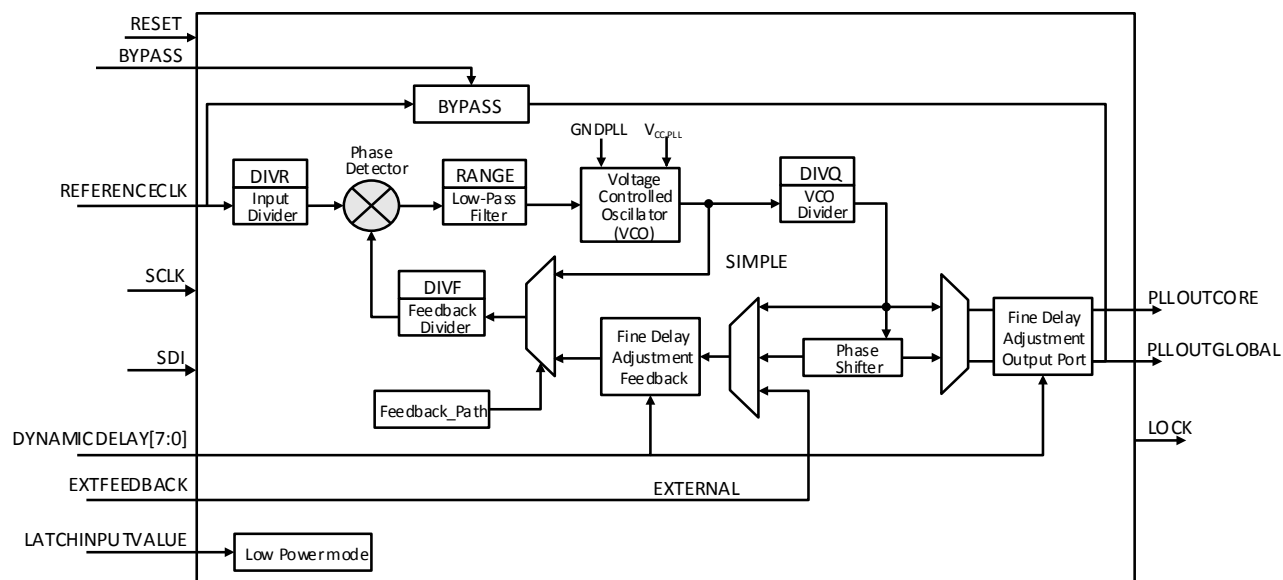 RESET
BYPASS
BYPASS
GNDPLL
VCCPLL
Phase
Detector
DIVR
Input
Divider
RANGE
Low-Pass
Filter
Voltage
Controlled
Oscillator
(VCO)
DIVQ
VCO
Divider
REFERENCECLK
SIMPLE
SCLK
DIVF
Feedback
Divider
Fine Delay
Adjustment
Feedback
Phase
Shifter
Fine Delay
Adjustment
Output Port
PLLOUTCORE
PLLOUTGLOBAL
SDI
Feedback_Path
DYNAMICDELAY[7:0]
LOCK
EXTFEEDBACK
EXTERNAL
LATCHINPUTVALUE
Low Power mode